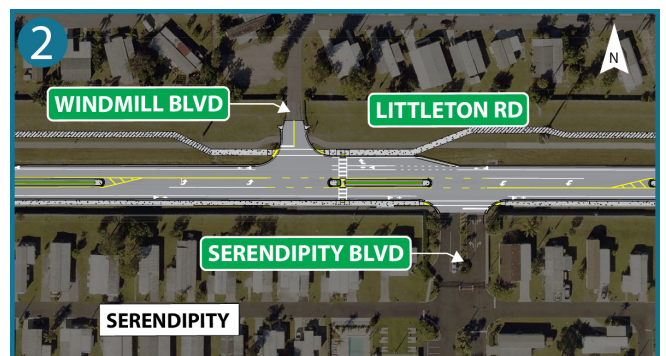 2
N
WINDMILL BLVD
LITTLETON RD
SERENDIPITY BLVD
SERENDIPITY